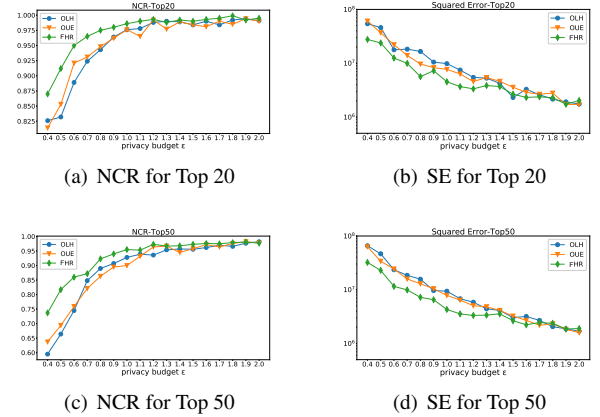 NCR-Top20
1.000
0.975
0.950
0.925
0.900
0.875
0.850
0.825
OLH
OUE
FHR
0.4 0.5 0.6 0.7 0.8 0.9 1.0 1.1 1.2 1.3 1.4 1.5 1.6 1.7 1.8 1.9 2.0
privacy budget ε
(a) NCR for Top 20
Squared Error-Top20
10⁸
10⁷
10⁶
OLH
OUE
FHR
0.4 0.5 0.6 0.7 0.8 0.9 1.0 1.1 1.2 1.3 1.4 1.5 1.6 1.7 1.8 1.9 2.0
privacy budget ε
(b) SE for Top 20
NCR-Top50
1.00
0.95
0.90
0.85
0.80
0.75
0.70
0.65
0.60
OLH
OUE
FHR
0.4 0.5 0.6 0.7 0.8 0.9 1.0 1.1 1.2 1.3 1.4 1.5 1.6 1.7 1.8 1.9 2.0
privacy budget ε
(c) NCR for Top 50
Squared Error-Top50
10⁸
10⁷
10⁶
OLH
OUE
FHR
0.4 0.5 0.6 0.7 0.8 0.9 1.0 1.1 1.2 1.3 1.4 1.5 1.6 1.7 1.8 1.9 2.0
privacy budget ε
(d) SE for Top 50